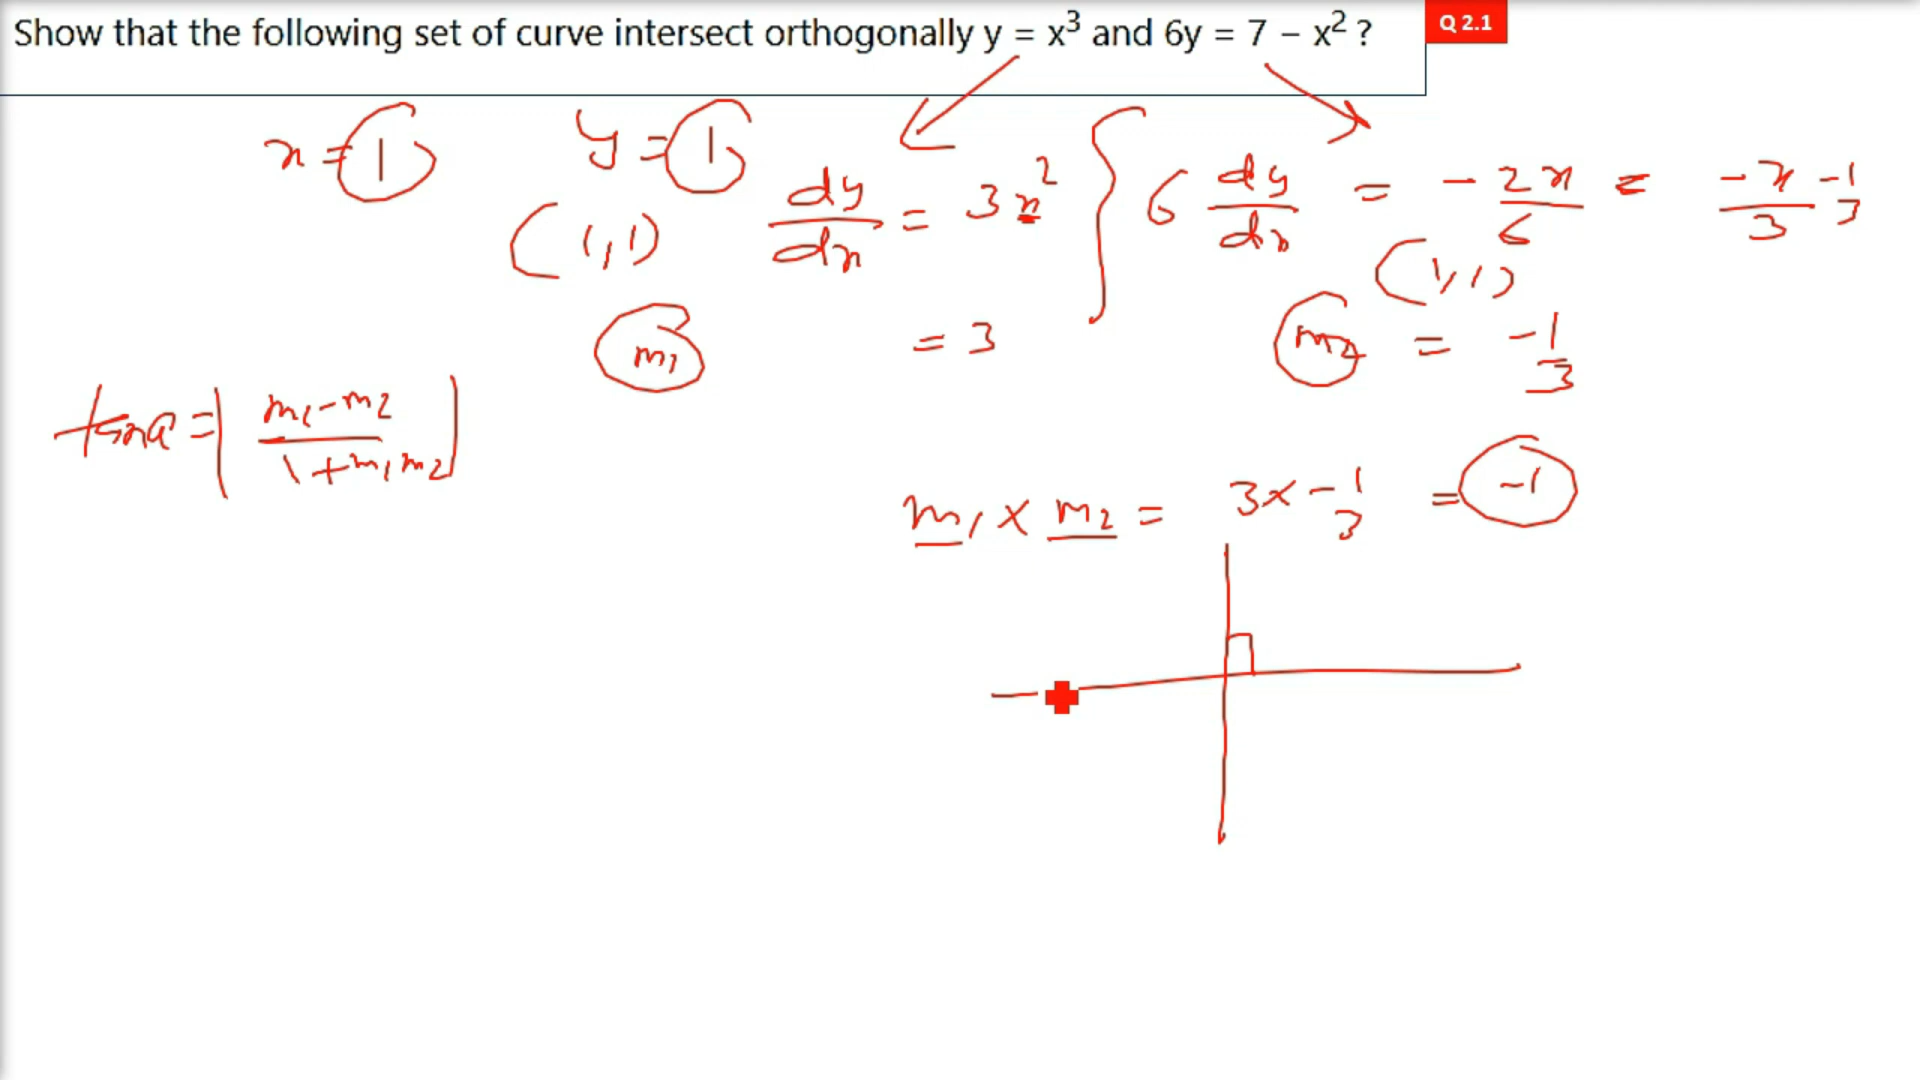 Show that the following set of curve intersect orthogonally y = x³ and 6y = 7 − x² ?
Q 2.1
x = 1 y = 1
(1,1) dy/dx = 3x² 6 dy/dx = -2x/6 = -x/3 -1/3
(1,1)
m₁ = 3 m₂ = -1/3
tanθ = |m₁-m₂/1+m₁m₂|
m₁ x m₂ = 3x-1/3 = -1